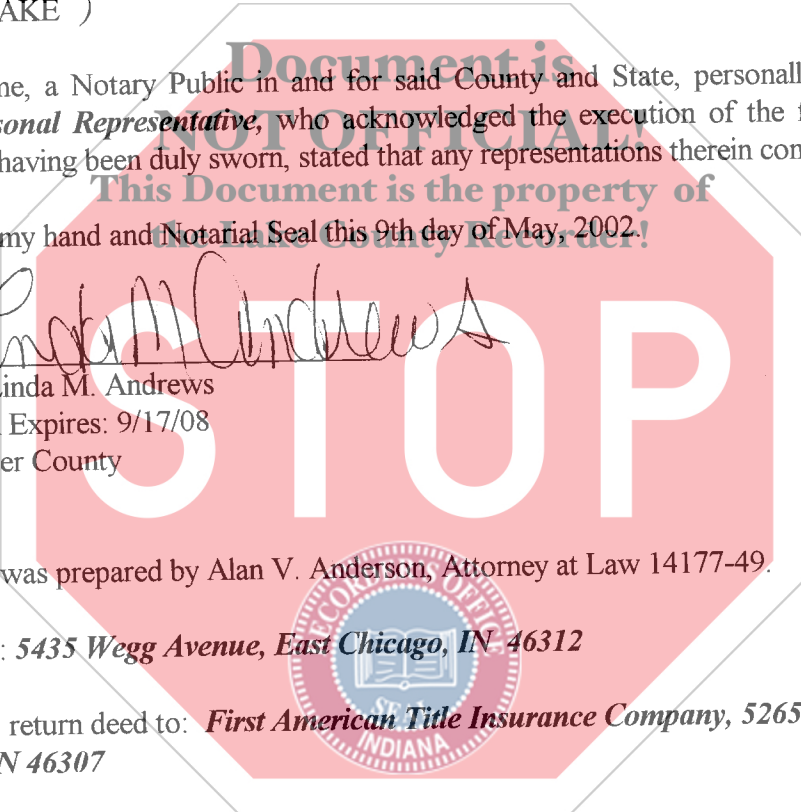 AKE )
Document is
ne, a Notary Public in and for said County and State, personall
sonal Representative, who acknowledged the execution of the f
NOT OFFICIAL!
having been duly sworn, stated that any representations therein con
This Document is the property of
my hand and Notarial Seal this 9th day of May, 2002.
the Lake County Recorder!
STOP
Linda M Andrews
Linda M. Andrews
Expires: 9/17/08
er County
was prepared by Alan V. Anderson, Attorney at Law 14177-49.
: 5435 Wegg Avenue, East Chicago, IN 46312
return deed to: First American Title Insurance Company, 5265
N 46307
RECORDER'S OFFICE
SEAL
INDIANA